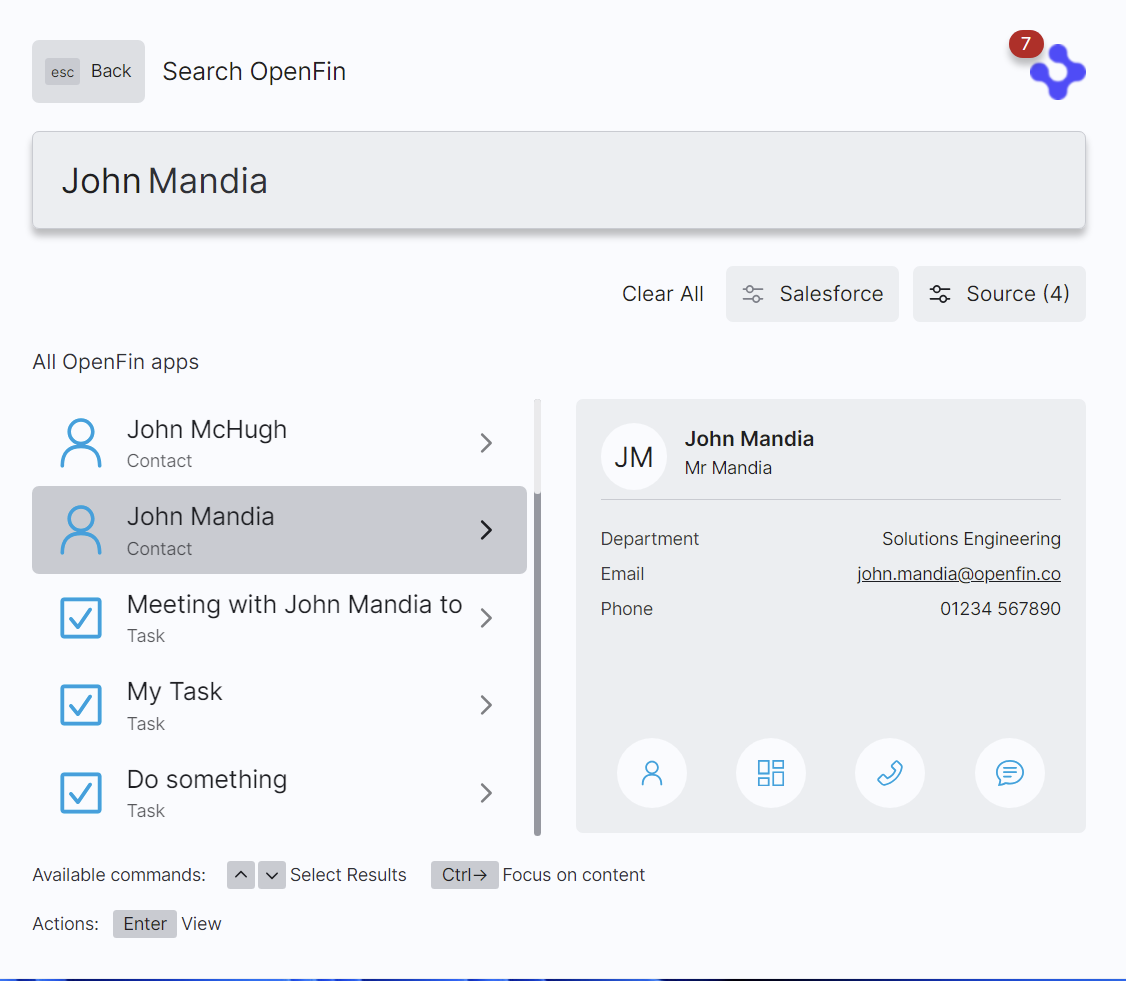 esc Back Search OpenFin
7
John Mandia
Clear All Salesforce Source (4)
All OpenFin apps
John McHugh
Contact
John Mandia
Contact
Meeting with John Mandia to
Task
My Task
Task
Do something
Task
JM
John Mandia
Mr Mandia
Department Solutions Engineering
Email john.mandia@openfin.co
Phone 01234 567890
Available commands: Select Results Ctrl→ Focus on content
Actions: Enter View